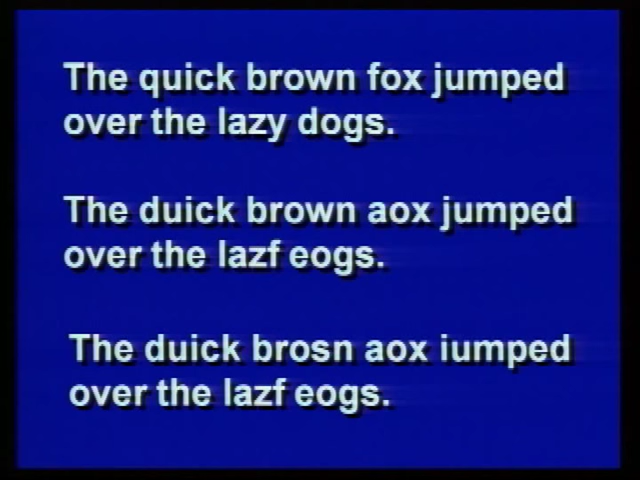 The quick brown fox jumped
over the lazy dogs.
The duick brown aox jumped
over the lazf eogs.
The duick brosn aox iumped
over the lazf eogs.